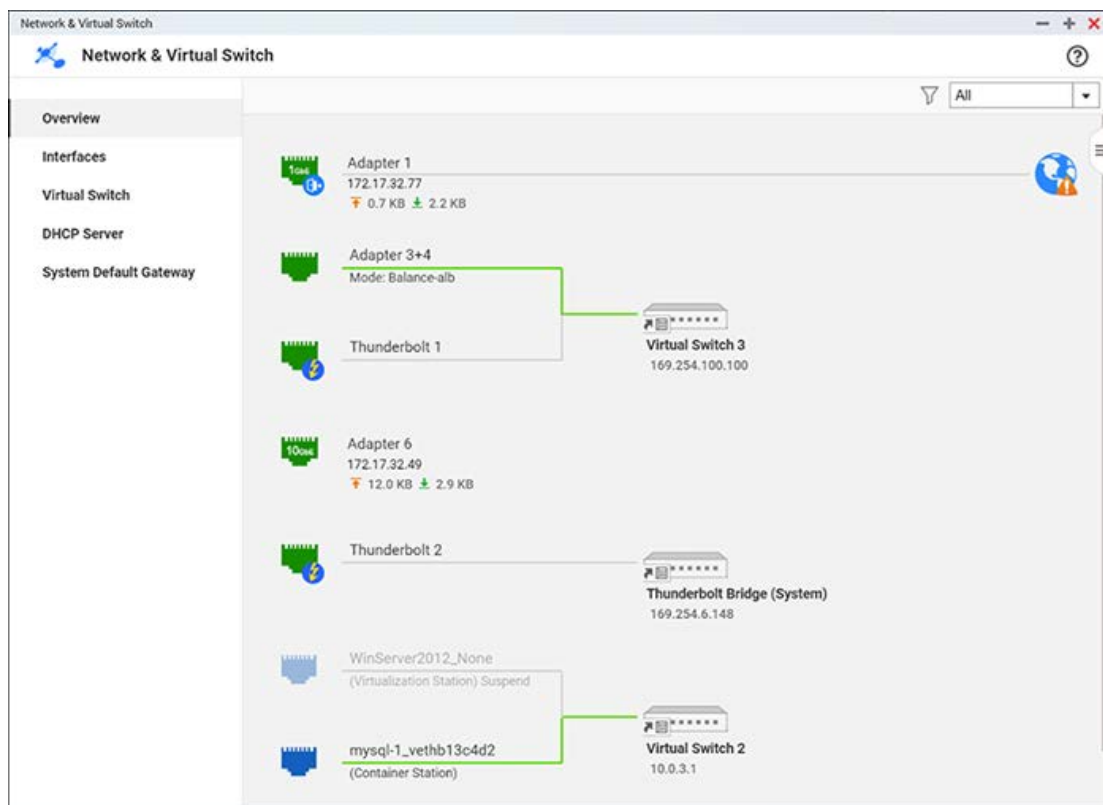 Network & Virtual Switch
Network & Virtual Switch
All
Overview
Interfaces
Virtual Switch
DHCP Server
System Default Gateway
1GbE
Adapter 1
172.17.32.77
0.7 KB 2.2 KB
Adapter 3+4
Mode: Balance-alb
Thunderbolt 1
Virtual Switch 3
169.254.100.100
10GbE
Adapter 6
172.17.32.49
12.0 KB 2.9 KB
Thunderbolt 2
Thunderbolt Bridge (System)
169.254.6.148
WinServer2012_None
(Virtualization Station) Suspend
mysql-1_vethb13c4d2
(Container Station)
Virtual Switch 2
10.0.3.1